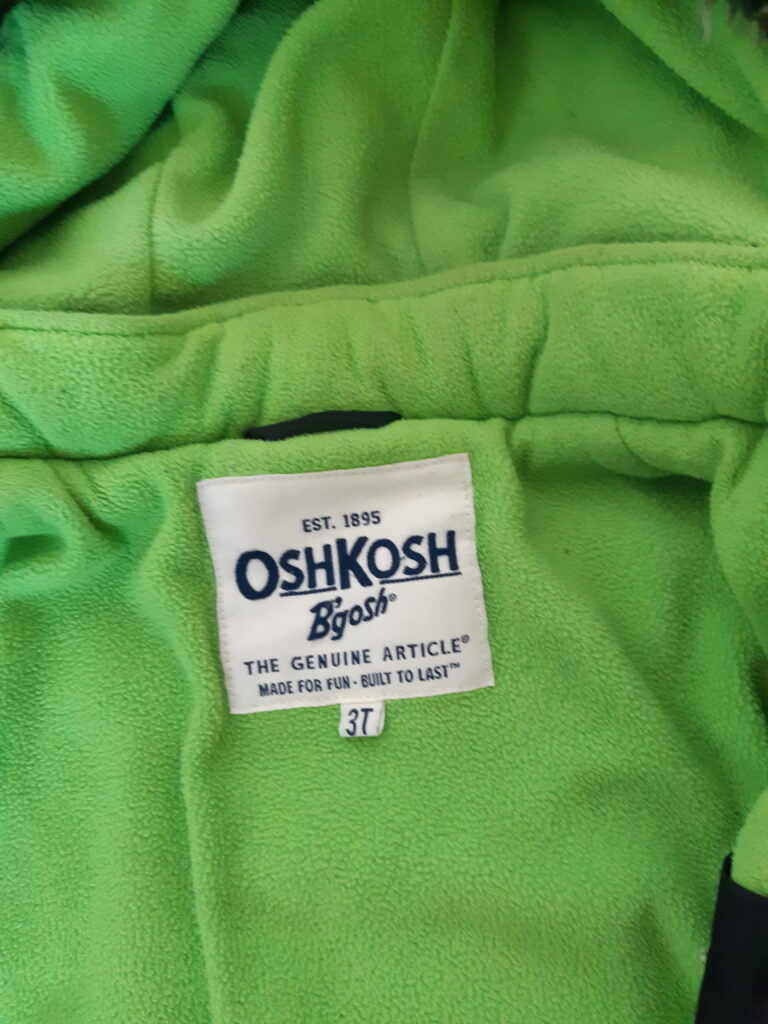 EST. 1895
OSHKOSH
B'gosh®
THE GENUINE ARTICLE®
MADE FOR FUN · BUILT TO LAST™
3T